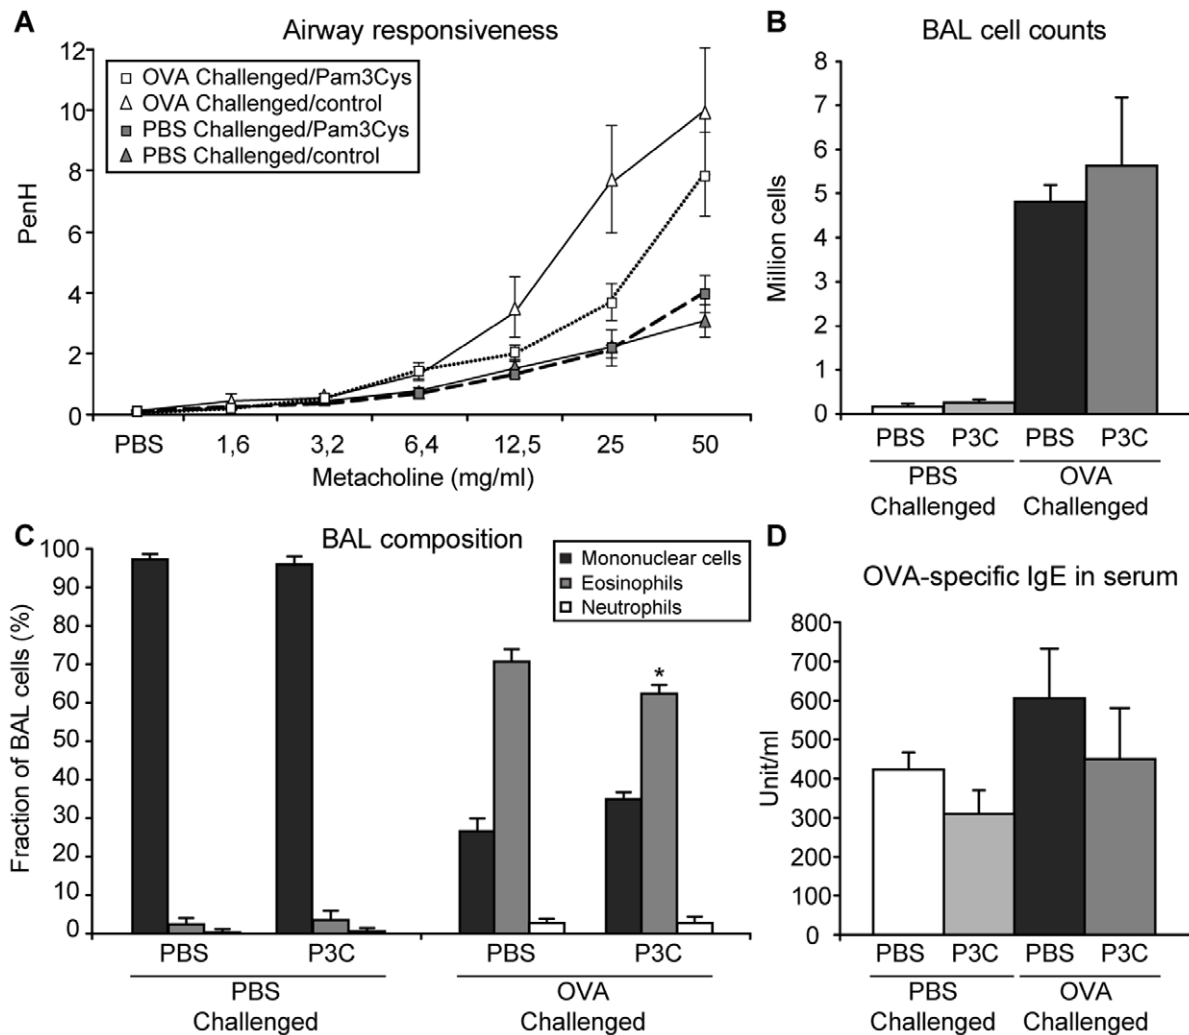 A
Airway responsiveness
12
10
8
6
4
2
0
PenH
OVA Challenged/Pam3Cys
OVA Challenged/control
PBS Challenged/Pam3Cys
PBS Challenged/control
PBS 1,6 3,2 6,4 12,5 25 50
Metacholine (mg/ml)
B
BAL cell counts
8
7
6
5
4
3
2
1
0
Million cells
PBS P3C PBS P3C
PBS OVA
Challenged Challenged
C
BAL composition
100
90
80
70
60
50
40
30
20
10
0
Fraction of BAL cells (%)
Mononuclear cells
Eosinophils
Neutrophils
*
PBS P3C PBS P3C
PBS OVA
Challenged Challenged
D
OVA-specific IgE in serum
800
700
600
500
400
300
200
100
0
Unit/ml
PBS P3C PBS P3C
PBS OVA
Challenged Challenged